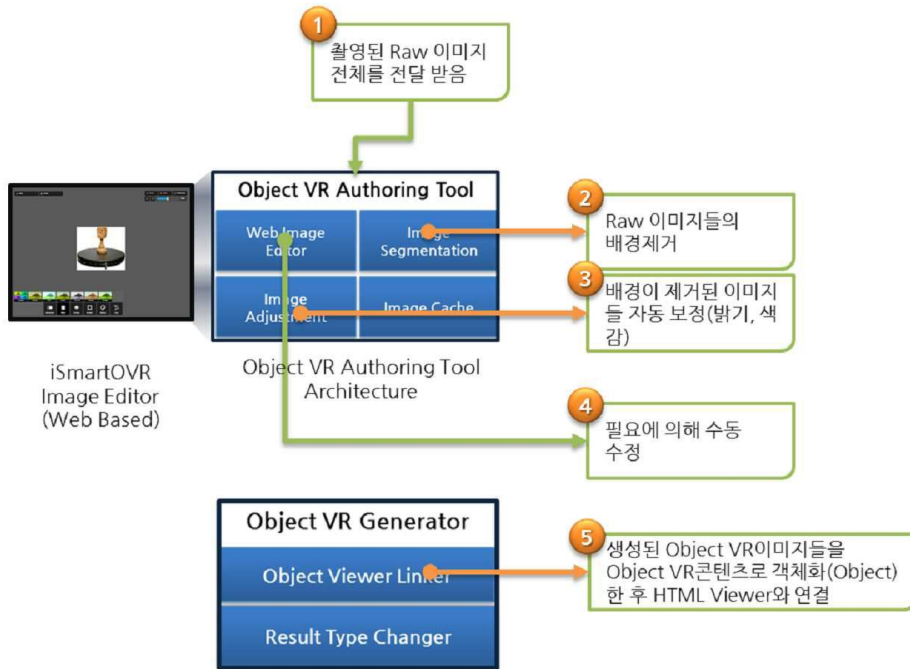 1
촬영된 Raw 이미지
전체를 전달 받음
Object VR Authoring Tool
Web Image
Editor
Image
Segmentation
Image
Adjustment
Image Cache
iSmartOVR
Image Editor
(Web Based)
Object VR Authoring Tool
Architecture
2
Raw 이미지들의
배경제거
3
배경이 제거된 이미지
들 자동 보정(밝기, 색
감)
4
필요에 의해 수동
수정
Object VR Generator
Object Viewer Linker
Result Type Changer
5
생성된 Object VR이미지들을
Object VR콘텐츠로 객체화(Object)
한 후 HTML Viewer와 연결